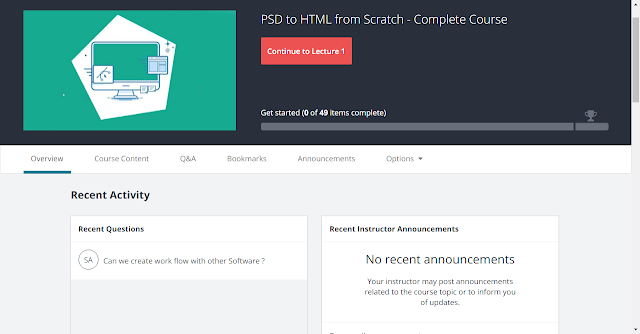 PSD to HTML from Scratch - Complete Course
Continue to Lecture 1
Get started (0 of 49 items complete)
Overview
Course Content
Q&A
Bookmarks
Announcements
Options
Recent Activity
Recent Questions
SA
Can we create work flow with other Software ?
Recent Instructor Announcements
No recent announcements
Your instructor may post announcements
related to the course topic or to inform you
of updates.